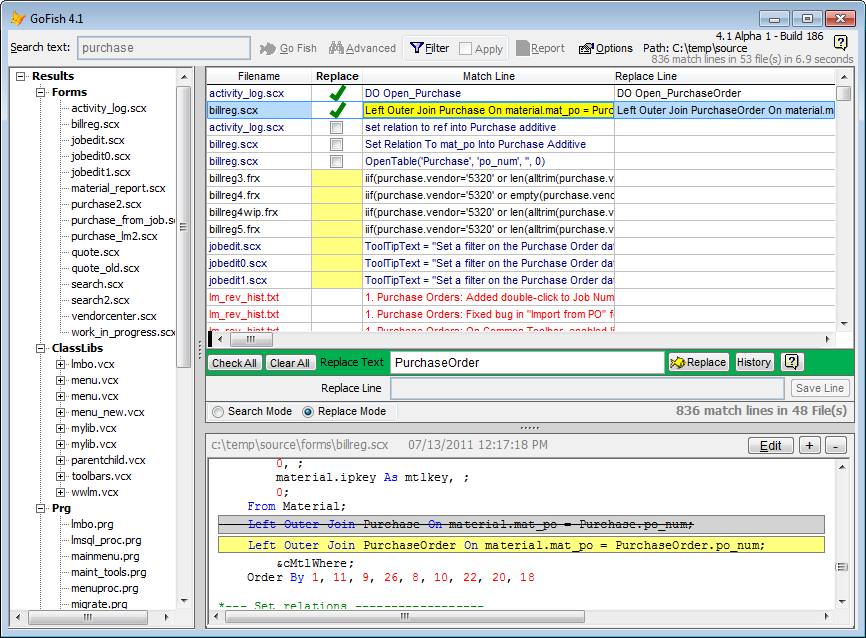 GoFish 4.1
4.1 Alpha 1 - Build 186
Search text: purchase Go Fish Advanced Filter Apply Report Options Path: C:\temp\source
836 match lines in 53 file(s) in 6.9 seconds
Results
Forms
activity_log.scx
billreg.scx
jobedit.scx
jobedit0.scx
jobedit1.scx
material_report.scx
purchase2.scx
purchase_from_job.sc
purchase_lm2.scx
quote.scx
quote_old.scx
search.scx
search2.scx
vendorcenter.scx
work_in_progress.scx
ClassLibs
lmbo.vcx
menu.vcx
menu.vcx
menu_new.vcx
mylib.vcx
mylib.vcx
parentchild.vcx
toolbars.vcx
wwlm.vcx
Prg
lmbo.prg
lmsql_proc.prg
mainmenu.prg
maint_tools.prg
menuproc.prg
migrate.prg
Filename Replace Match Line Replace Line
activity_log.scx DO Open_Purchase DO Open_PurchaseOrder
billreg.scx Left Outer Join Purchase On material.mat_po = Purc Left Outer Join PurchaseOrder On material.m
activity_log.scx set relation to ref into Purchase additive
billreg.scx Set Relation To mat_po Into Purchase Additive
billreg.scx OpenTable('Purchase', 'po_num', '', 0)
billreg3.frx iif(purchase.vendor='5320' or len(alltrim(purchase.v
billreg4.frx iif(purchase.vendor='5320' or empty(purchase.venc
billreg4wip.frx iif(purchase.vendor='5320' or len(alltrim(purchase.v
billreg5.frx iif(purchase.vendor='5320' or len(alltrim(purchase.v
jobedit.scx ToolTipText = "Set a filter on the Purchase Order da
jobedit0.scx ToolTipText = "Set a filter on the Purchase Order da
jobedit1.scx ToolTipText = "Set a filter on the Purchase Order da
lm_rev_hist.txt 1. Purchase Orders: Added double-click to Job Num
lm_rev_hist.txt 1. Purchase Orders: Fixed bug in "Import from PO" f
lm_rev_hist.txt 1. Purchase Orders: On Common Toolbar, enabled li
Check All Clear All Replace Text PurchaseOrder Replace History ?
Replace Line Save Line
Search Mode Replace Mode 836 match lines in 48 File(s)
c:\temp\source\forms\billreg.scx 07/13/2011 12:17:18 PM Edit + -
0, ;
material.ipkey As mtlkey, ;
0;
From Material;
Left Outer Join Purchase On material.mat_po = Purchase.po_num;
Left Outer Join PurchaseOrder On material.mat_po = PurchaseOrder.po_num;
&cMtlWhere;
Order By 1, 11, 9, 26, 8, 10, 22, 20, 18
*--- Set relations ------------------